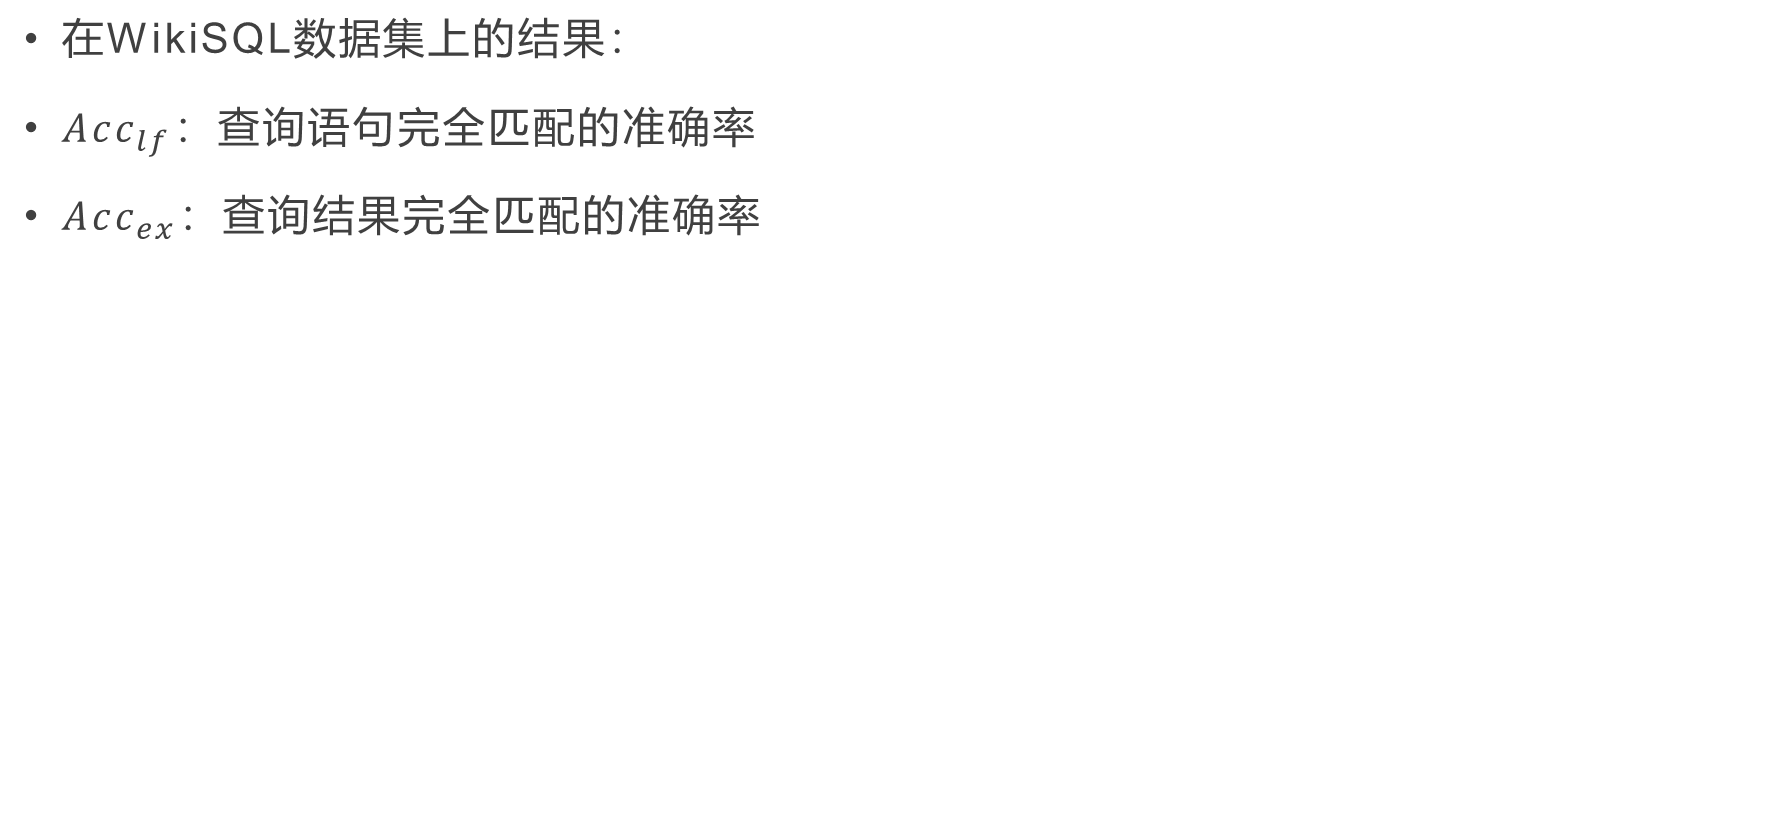 • 在WikiSQL数据集上的结果：
• Acc_lf： 查询语句完全匹配的准确率
• Acc_ex： 查询结果完全匹配的准确率